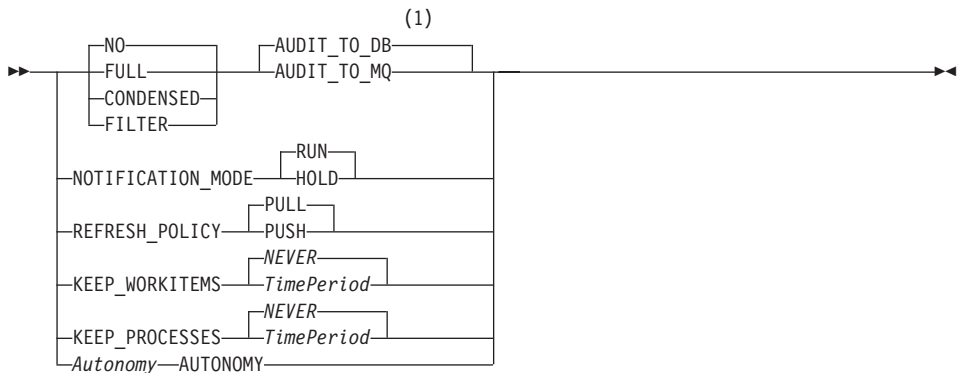 (1)
NO AUDIT_TO_DB
FULL AUDIT_TO_MQ
CONDENSED
FILTER
RUN
NOTIFICATION_MODE HOLD
PULL
REFRESH_POLICY PUSH
NEVER
KEEP_WORKITEMS TimePeriod
NEVER
KEEP_PROCESSES TimePeriod
Autonomy AUTONOMY